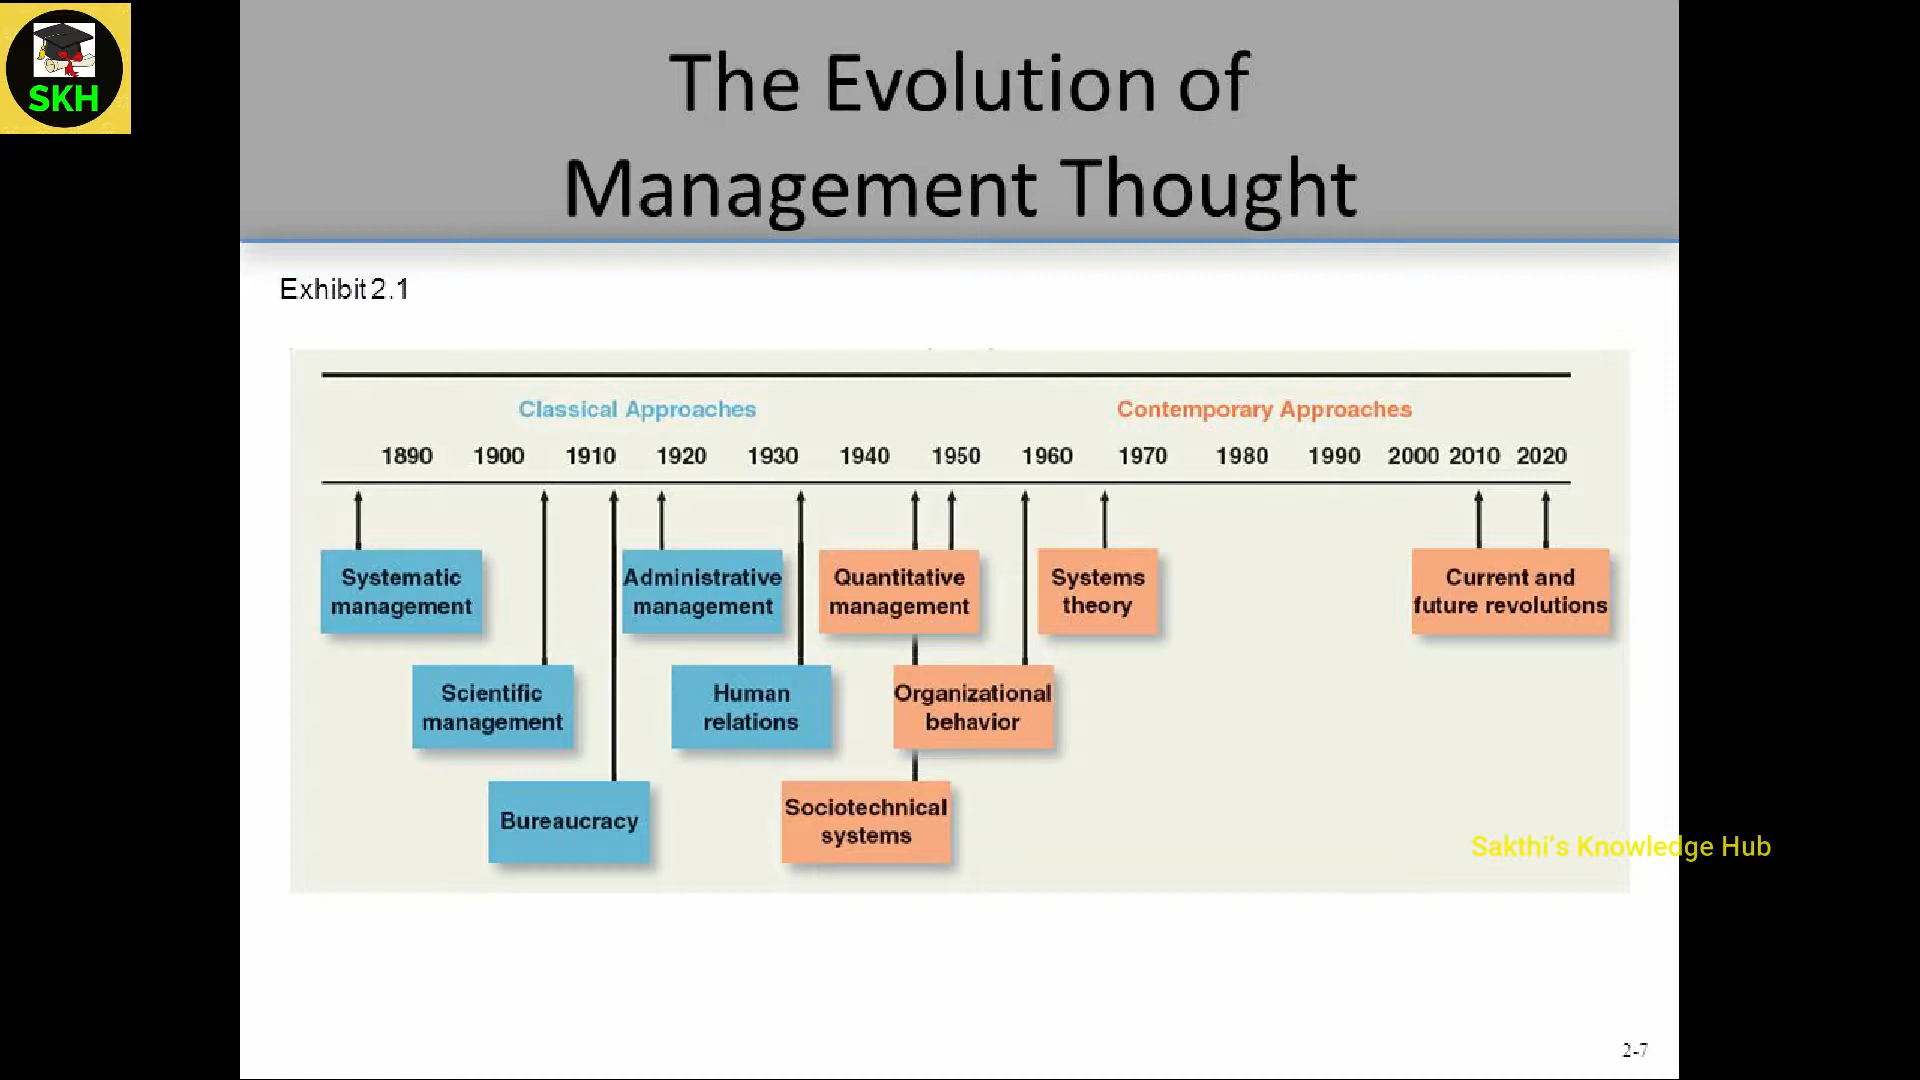 SKH
The Evolution of
Management Thought
Exhibit 2.1
Classical Approaches
Contemporary Approaches
1890 1900 1910 1920 1930 1940 1950 1960 1970 1980 1990 2000 2010 2020
Systematic
management
Administrative
management
Quantitative
management
Systems
theory
Current and
future revolutions
Scientific
management
Human
relations
Organizational
behavior
Bureaucracy
Sociotechnical
systems
Sakthi's Knowledge Hub
2-7